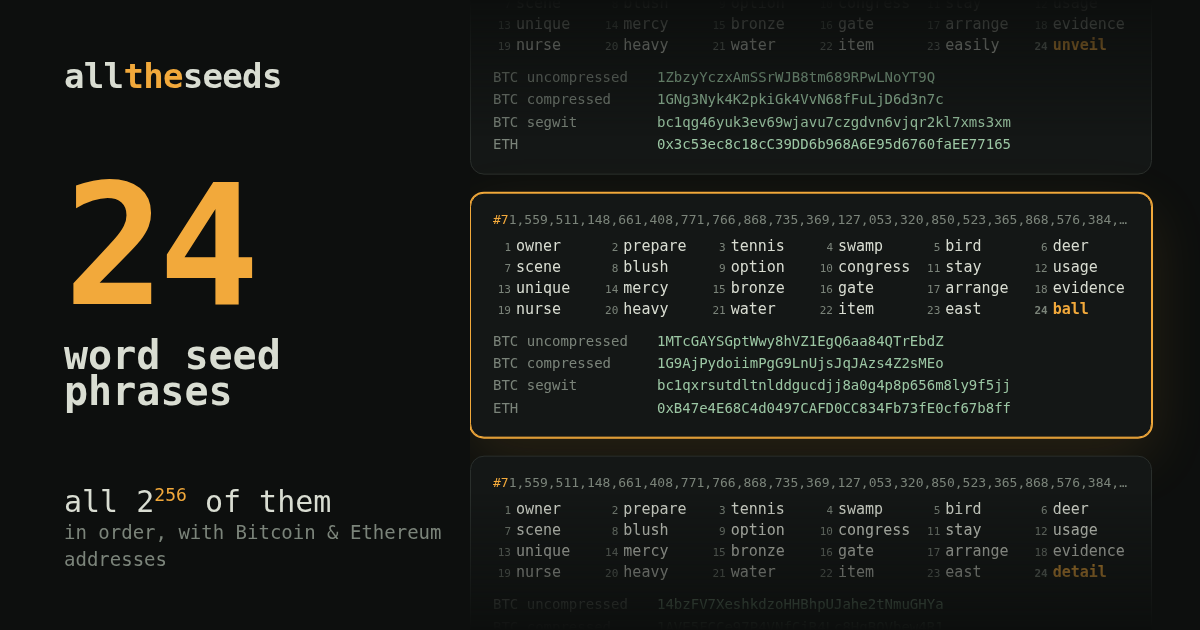 alltheseeds
24
word seed
phrases
all 2256 of them
in order, with Bitcoin & Ethereum
addresses
13 unique 14 mercy 15 bronze 16 gate 17 arrange 18 evidence
19 nurse 20 heavy 21 water 22 item 23 easily 24 unveil
BTC uncompressed 1ZbzyYczxAmSSrWJB8tm689RPwLNoYT9Q
BTC compressed 1GNg3Nyk4K2pkiGk4VvN68fFuLjD6d3n7c
BTC segwit bc1qg46yuk3ev69wjavu7czgdvn6vjqr2kl7xms3xm
ETH 0x3c53ec8c18cC39DD6b968A6E95d6760faEE77165
#71,559,511,148,661,408,771,766,868,735,369,127,053,320,850,523,365,868,576,384,…
1 owner 2 prepare 3 tennis 4 swamp 5 bird 6 deer
7 scene 8 blush 9 option 10 congress 11 stay 12 usage
13 unique 14 mercy 15 bronze 16 gate 17 arrange 18 evidence
19 nurse 20 heavy 21 water 22 item 23 east 24 ball
BTC uncompressed 1MTcGAYSGptWwy8hVZ1EgQ6aa84QTrEbdZ
BTC compressed 1G9AjPydoiimPgG9LnUjsJqJAzs4Z2sMEo
BTC segwit bc1qxrsutdltnlddgucdjj8a0g4p8p656m8ly9f5jj
ETH 0xB47e4E68C4d0497CAFD0CC834Fb73fE0cf67b8ff
#71,559,511,148,661,408,771,766,868,735,369,127,053,320,850,523,365,868,576,384,…
1 owner 2 prepare 3 tennis 4 swamp 5 bird 6 deer
7 scene 8 blush 9 option 10 congress 11 stay 12 usage
13 unique 14 mercy 15 bronze 16 gate 17 arrange 18 evidence
19 nurse 20 heavy 21 water 22 item 23 east 24 detail
BTC uncompressed 14bzFV7XeshkdzoHHBhpUJahe2tNmuGHYa